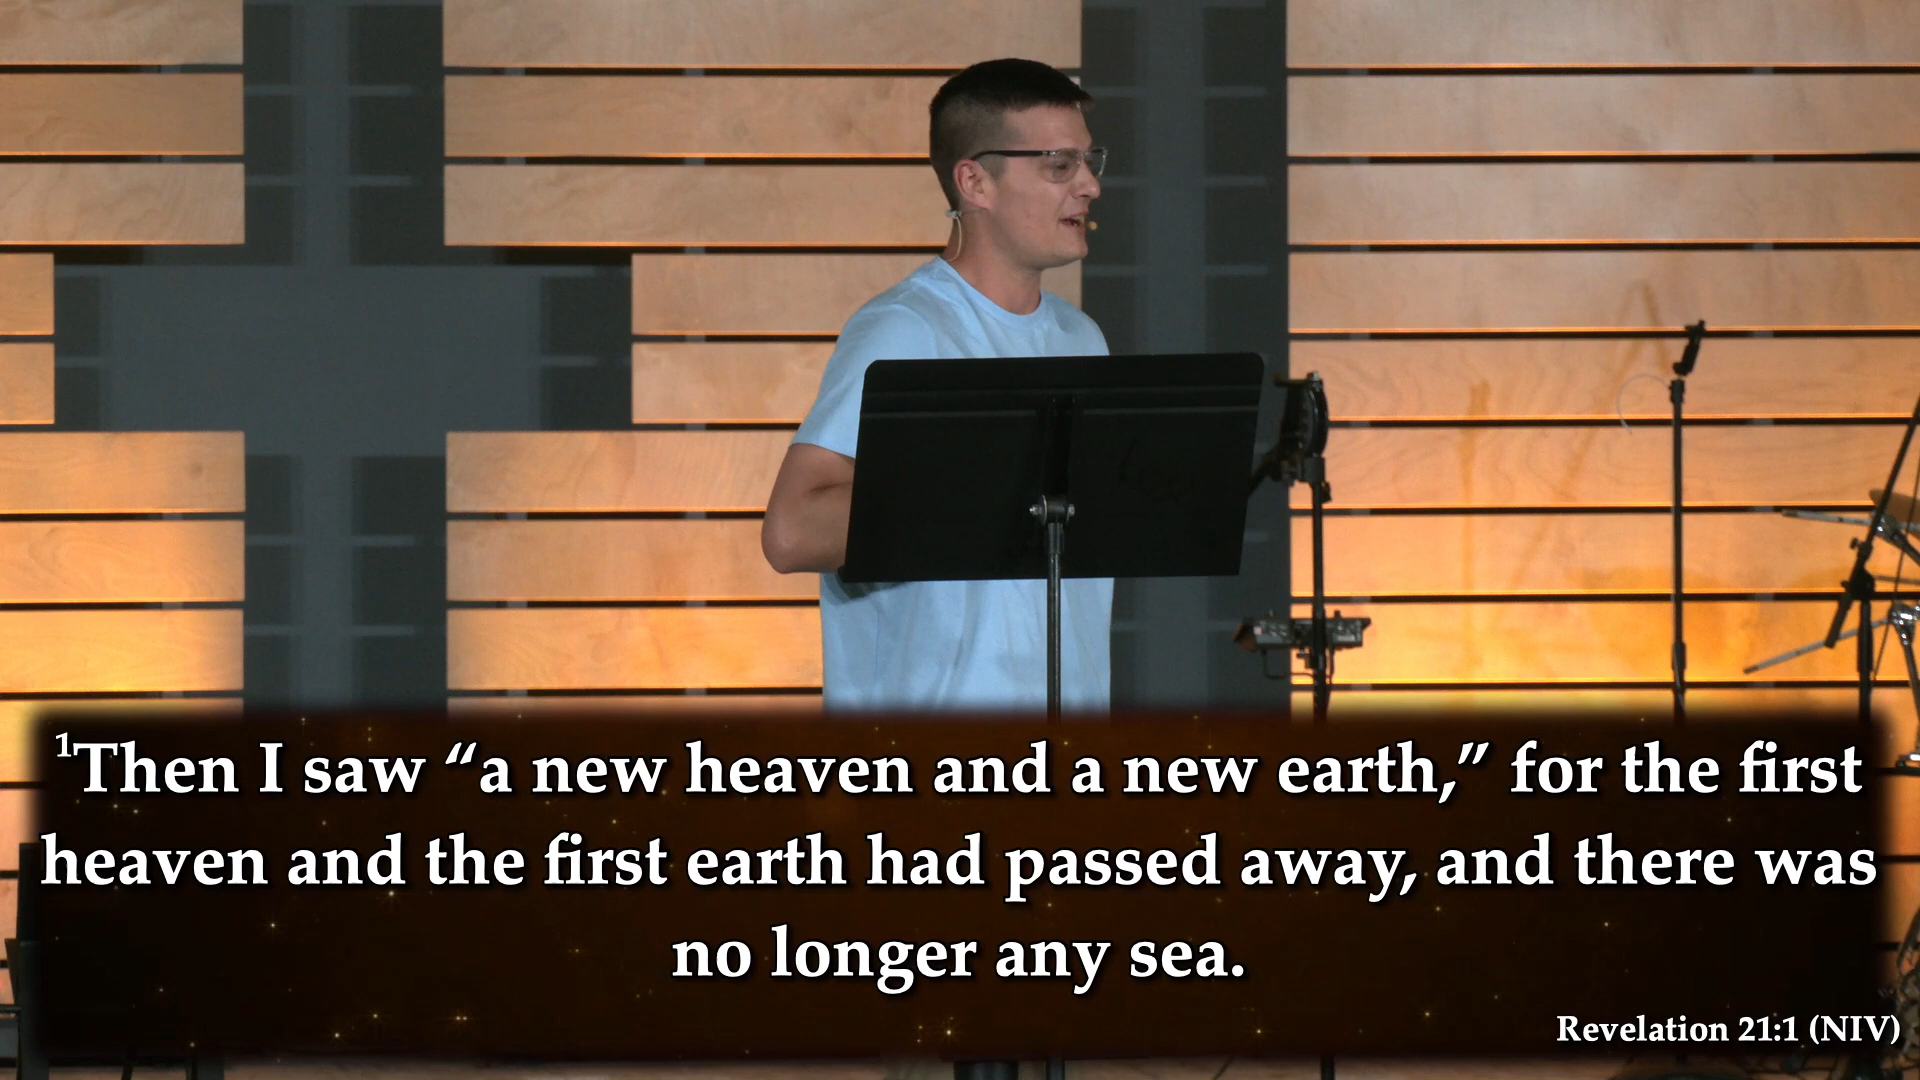 ¹Then I saw “a new heaven and a new earth,” for the first
heaven and the first earth had passed away, and there was
no longer any sea.
Revelation 21:1 (NIV)